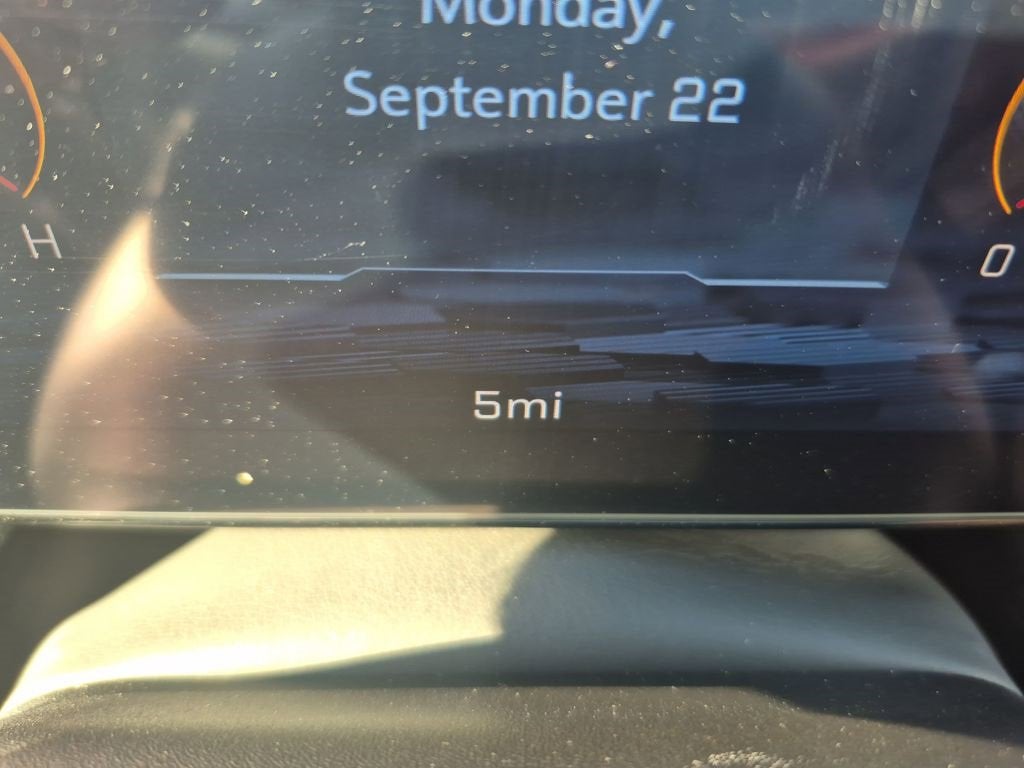 Monday,
September 22
H
0
5mi